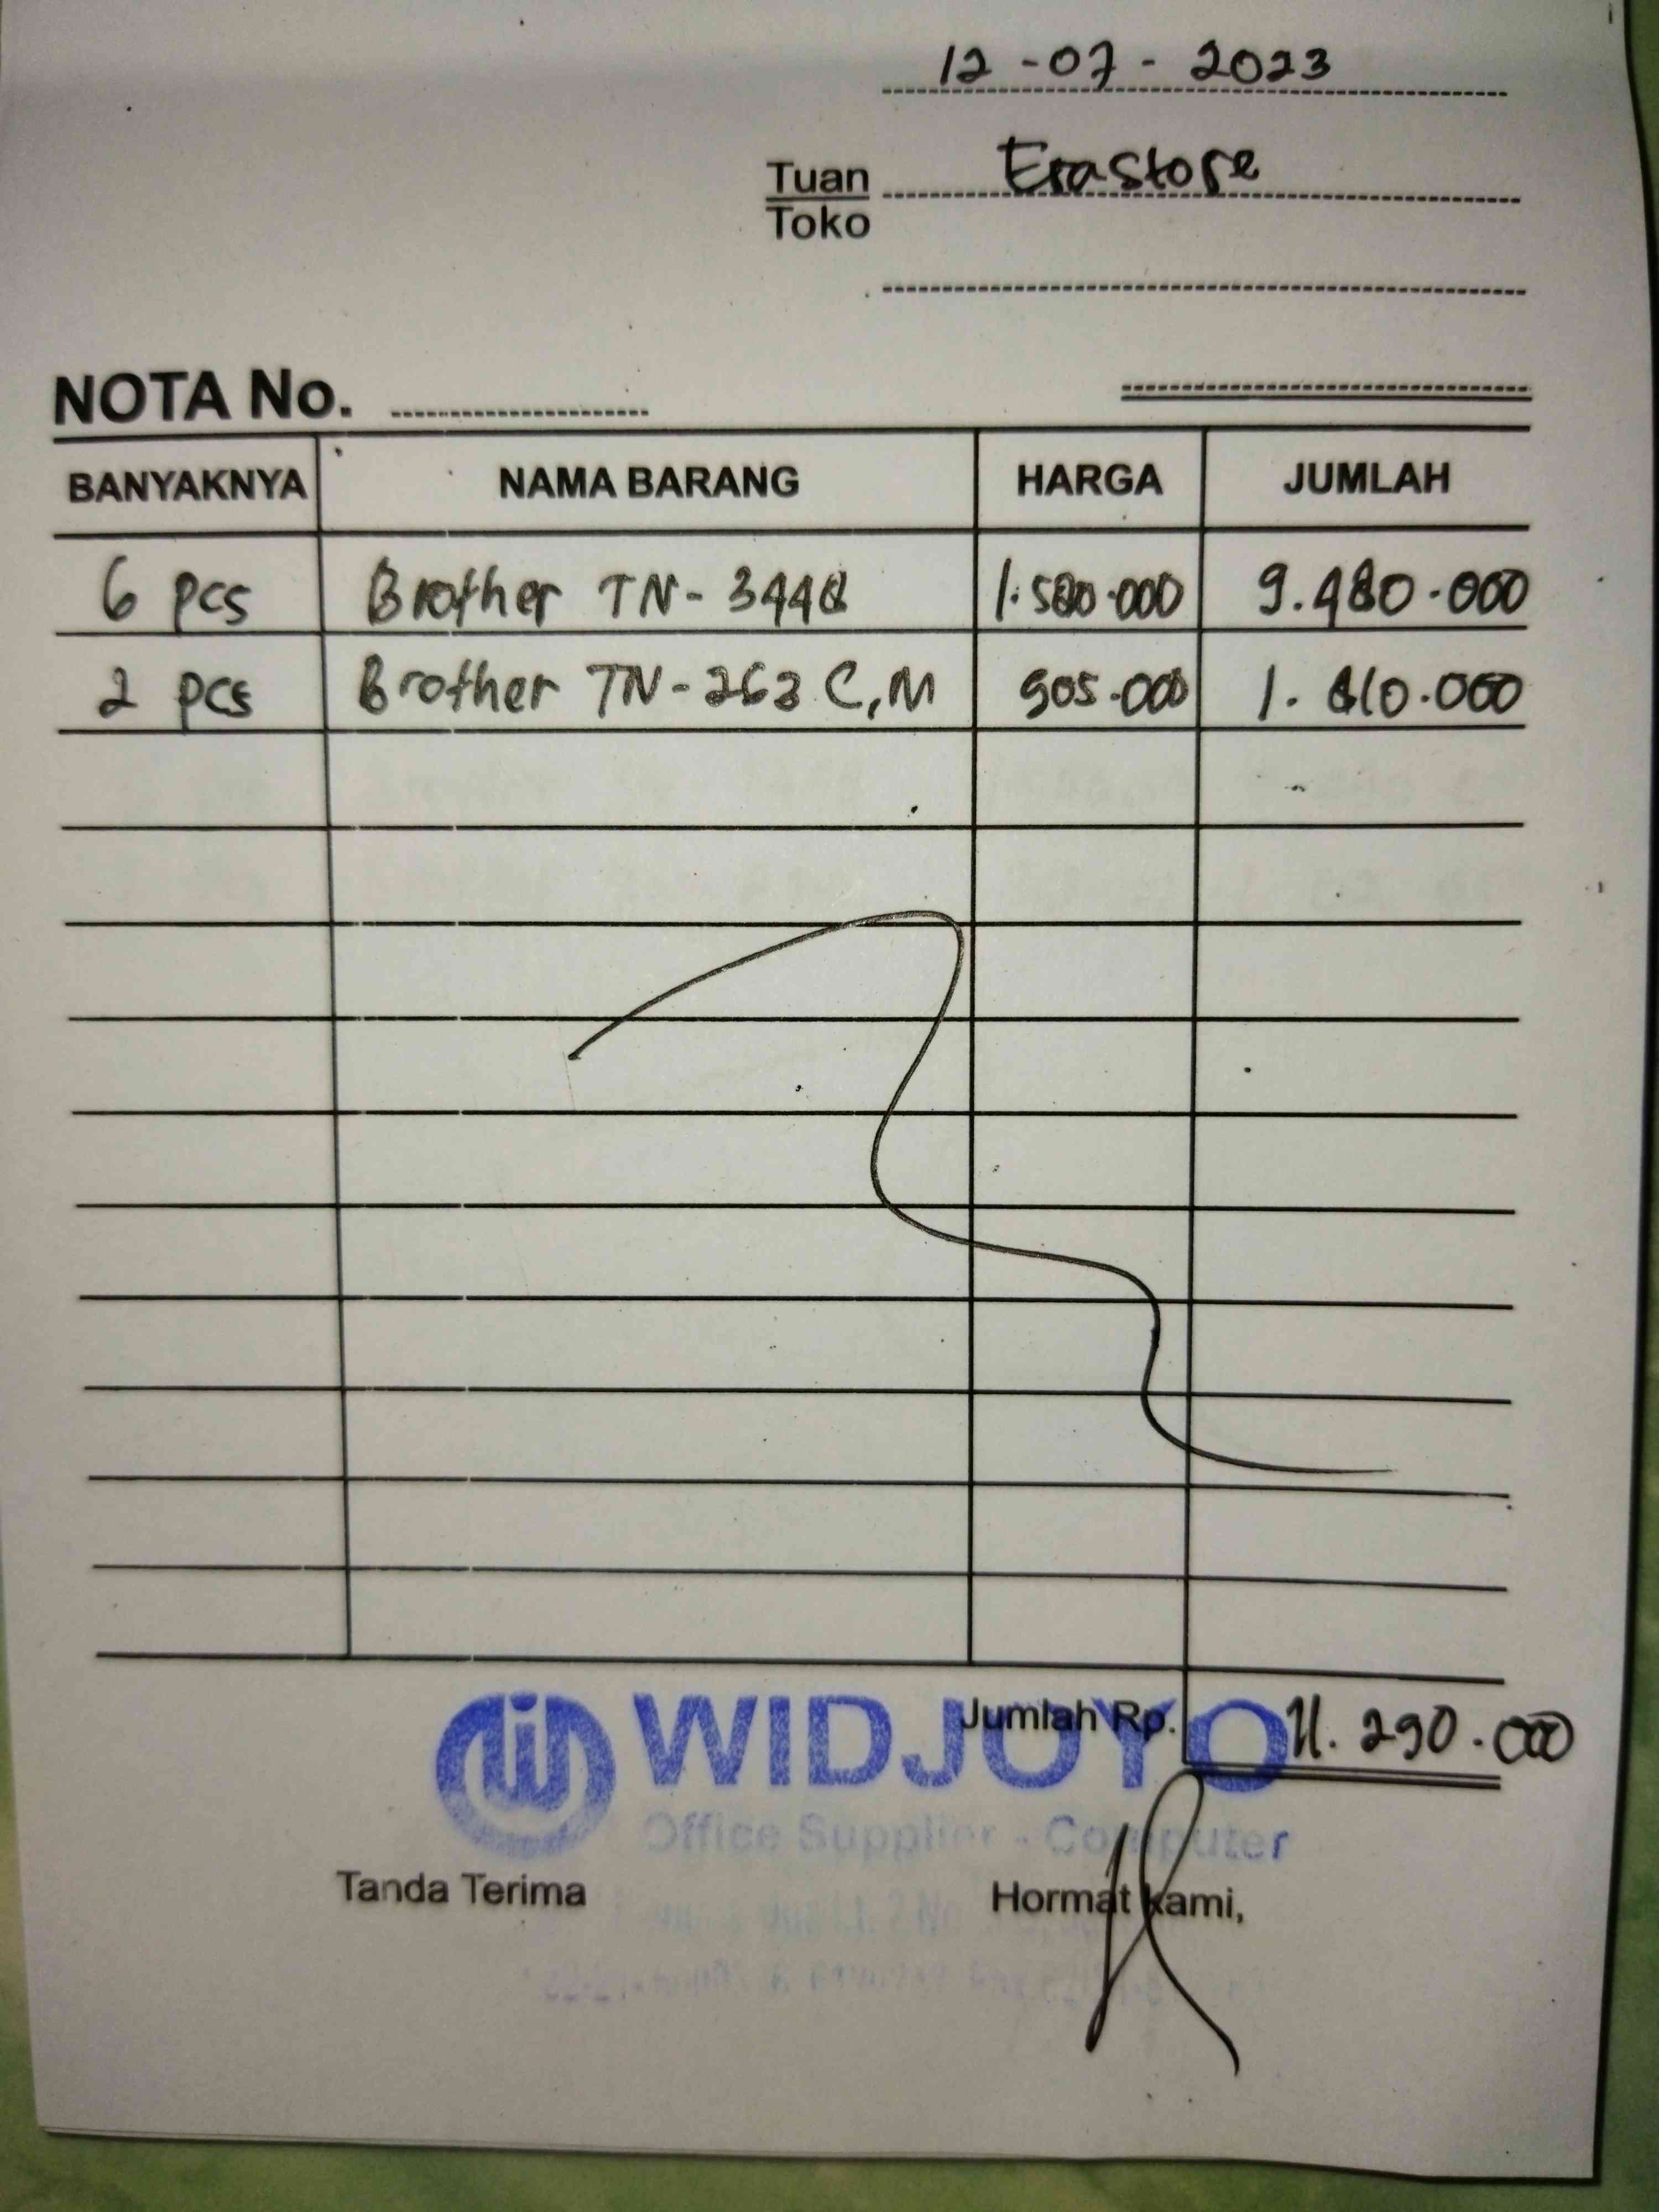 12 - 07 - 2023
Tuan Erastore
Toko
NOTA No.
BANYAKNYA NAMA BARANG HARGA JUMLAH
6 pcs Brother TN - 3448 1.580.000 9.480.000
2 pcs Brother TN - 263 C,M 905.000 1.810.000
Jumlah Rp. 11.290.000
WIDJOYO
Office Supplier - Computer
Tanda Terima Hormat kami,